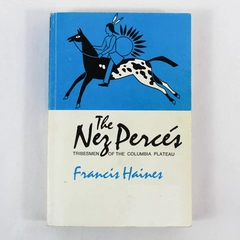 The
Nez Percés
TRIBESMEN OF THE COLUMBIA PLATEAU
Francis Haines